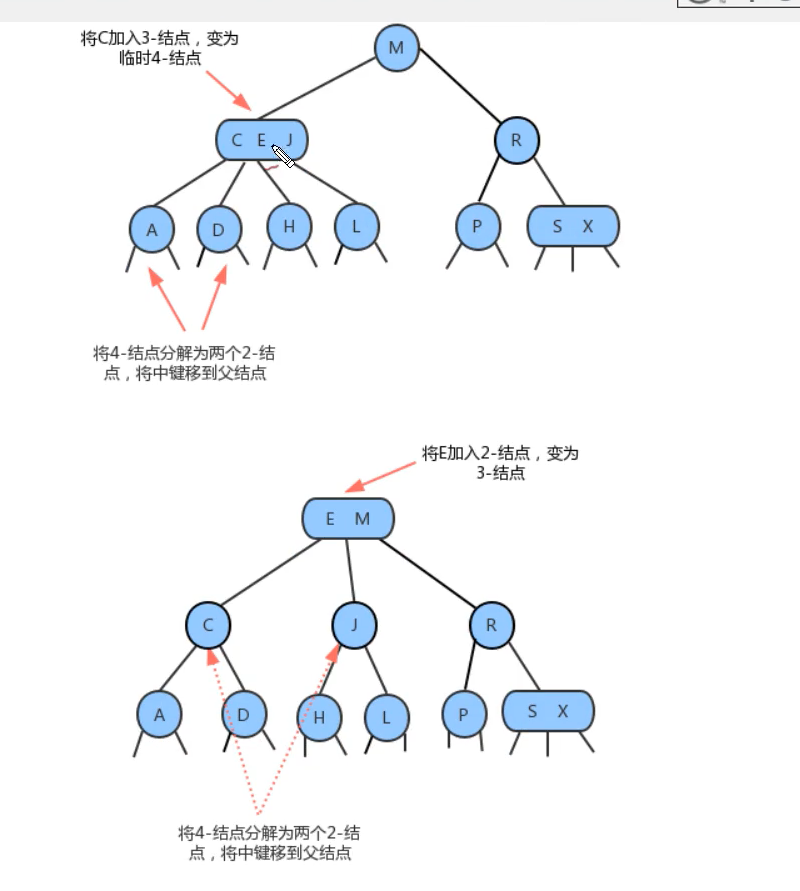 将C加入3-结点，变为
临时4-结点
M
C E J
R
A
D
H
L
P
S X
将4-结点分解为两个2-结
点，将中键移到父结点
将E加入2-结点，变为
3-结点
E M
C
J
R
A
D
H
L
P
S X
将4-结点分解为两个2-结
点，将中键移到父结点